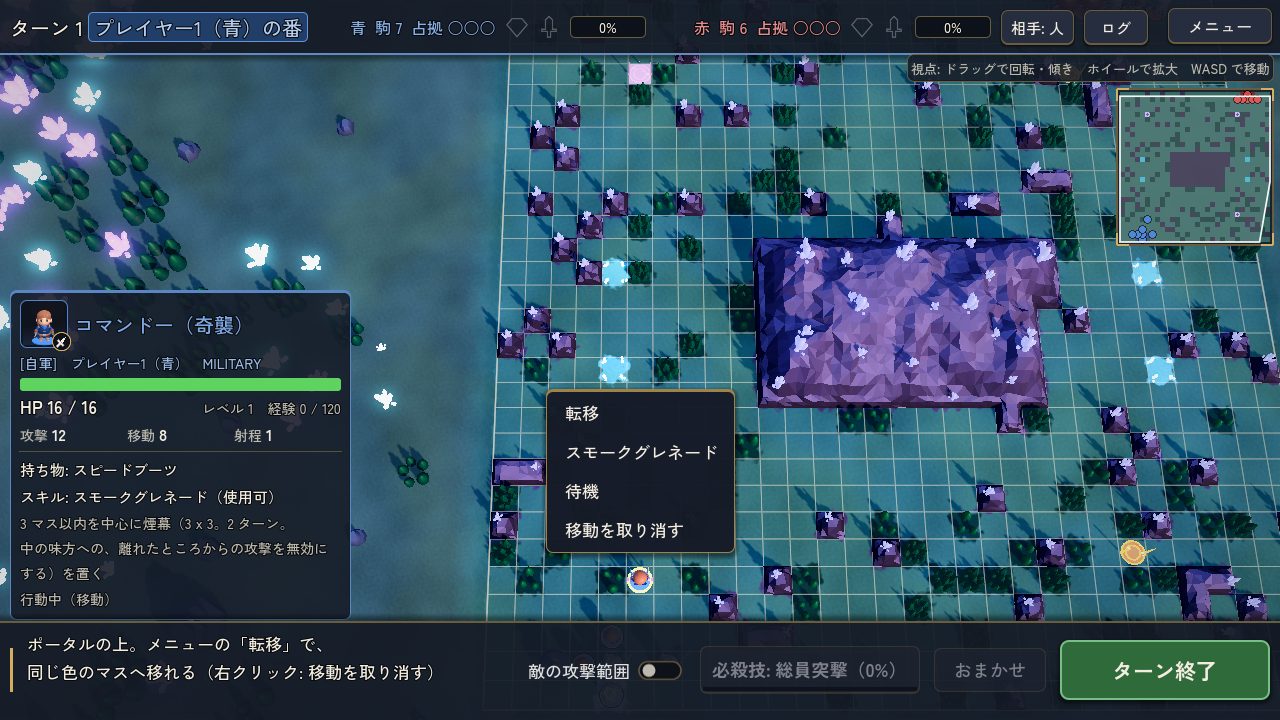 ターン 1 プレイヤー1（青）の番 青 駒 7 占拠 〇〇〇 0% 赤 駒 6 占拠 〇〇〇 0% 相手: 人 ログ メニュー
視点: ドラッグで回転・傾き ホイールで拡大 WASD で移動
コマンドー（奇襲）
[自軍] プレイヤー1（青） MILITARY
HP 16 / 16 レベル 1 経験 0 / 120
攻撃 12 移動 8 射程 1
持ち物: スピードブーツ
スキル: スモークグレネード（使用可）
3 マス以内を中心に煙幕（3 x 3。2 ターン。
中の味方への、離れたところからの攻撃を無効に
する）を置く
行動中（移動）
転移
スモークグレネード
待機
移動を取り消す
ポータルの上。メニューの「転移」で、
同じ色のマスへ移れる（右クリック: 移動を取り消す）
敵の攻撃範囲 必殺技: 総員突撃（0%） おまかせ ターン終了